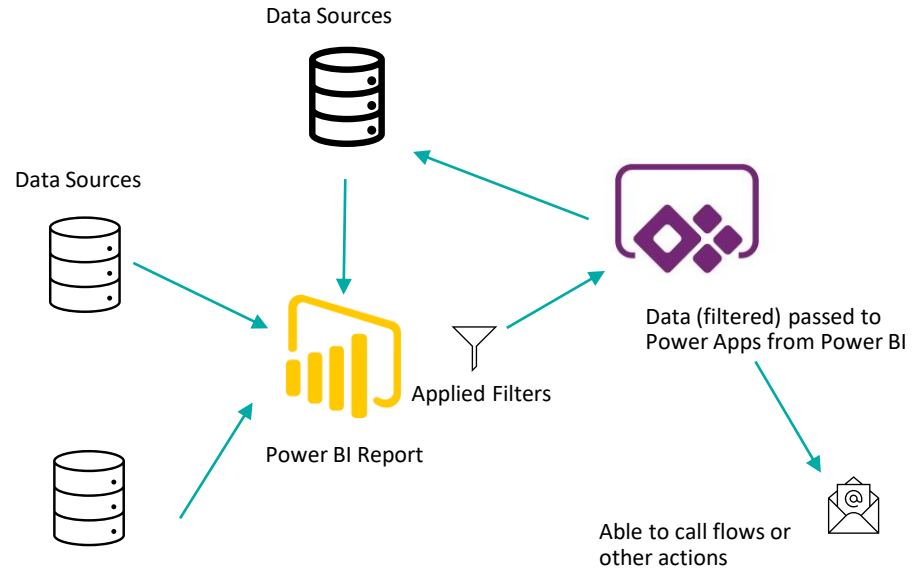 Data Sources
Data Sources
Data (filtered) passed to
Power Apps from Power BI
Applied Filters
Power BI Report
Able to call flows or
other actions
@